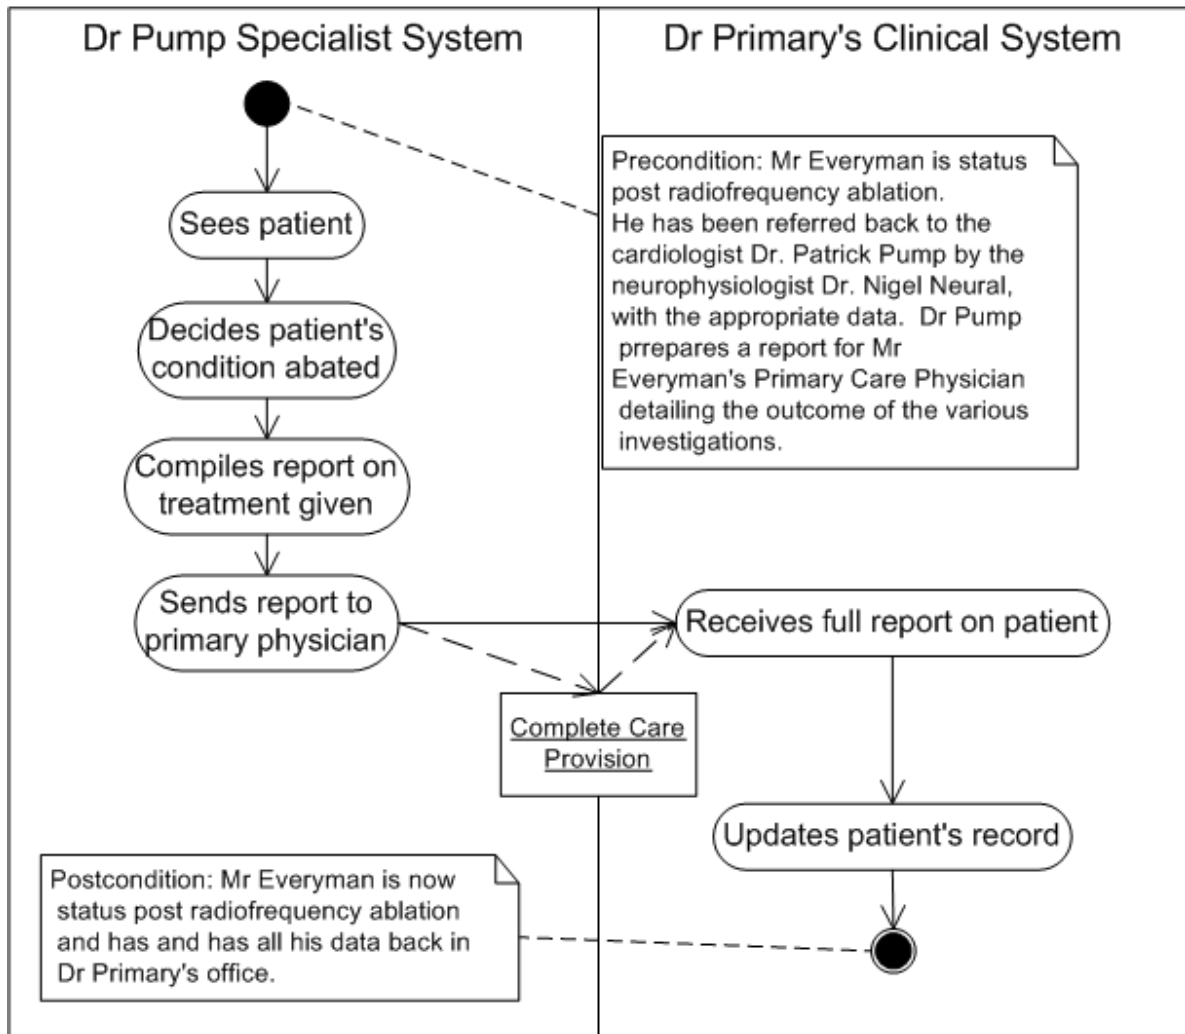 Dr Pump Specialist System
Dr Primary's Clinical System
Sees patient
Decides patient's
condition abated
Compiles report on
treatment given
Sends report to
primary physician
Precondition: Mr Everyman is status
post radiofrequency ablation.
He has been referred back to the
cardiologist Dr. Patrick Pump by the
neurophysiologist Dr. Nigel Neural,
with the appropriate data.  Dr Pump
prrepares a report for Mr
Everyman's Primary Care Physician
detailing the outcome of the various
investigations.
Receives full report on patient
Complete Care
Provision
Updates patient's record
Postcondition: Mr Everyman is now
status post radiofrequency ablation
and has and has all his data back in
Dr Primary's office.